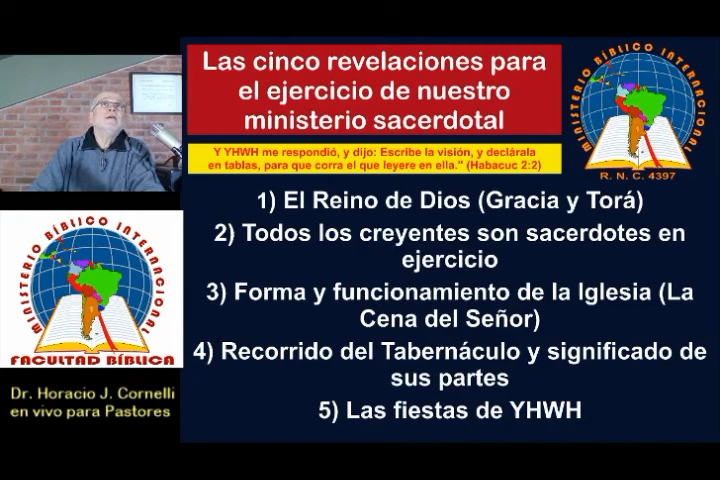 Las cinco revelaciones para
el ejercicio de nuestro
ministerio sacerdotal
Y YHWH me respondió, y dijo: Escribe la visión, y declárala
en tablas, para que corra el que leyere en ella." (Habacuc 2:2)
MINISTERIO BÍBLICO INTERNACIONAL
R. N. C. 4397
1) El Reino de Dios (Gracia y Torá)
2) Todos los creyentes son sacerdotes en
ejercicio
3) Forma y funcionamiento de la Iglesia (La
Cena del Señor)
4) Recorrido del Tabernáculo y significado de
sus partes
5) Las fiestas de YHWH
MINISTERIO BÍBLICO INTERNACIONAL
FACULTAD BÍBLICA
Dr. Horacio J. Cornelli
en vivo para Pastores